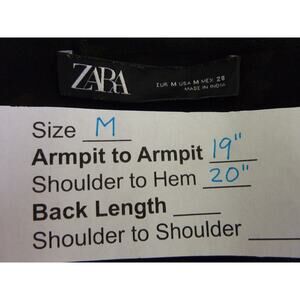 ZARA
EUR M USA M MEX 28
MADE IN INDIA
Size M
Armpit to Armpit 19"
Shoulder to Hem 20"
Back Length
Shoulder to Shoulder